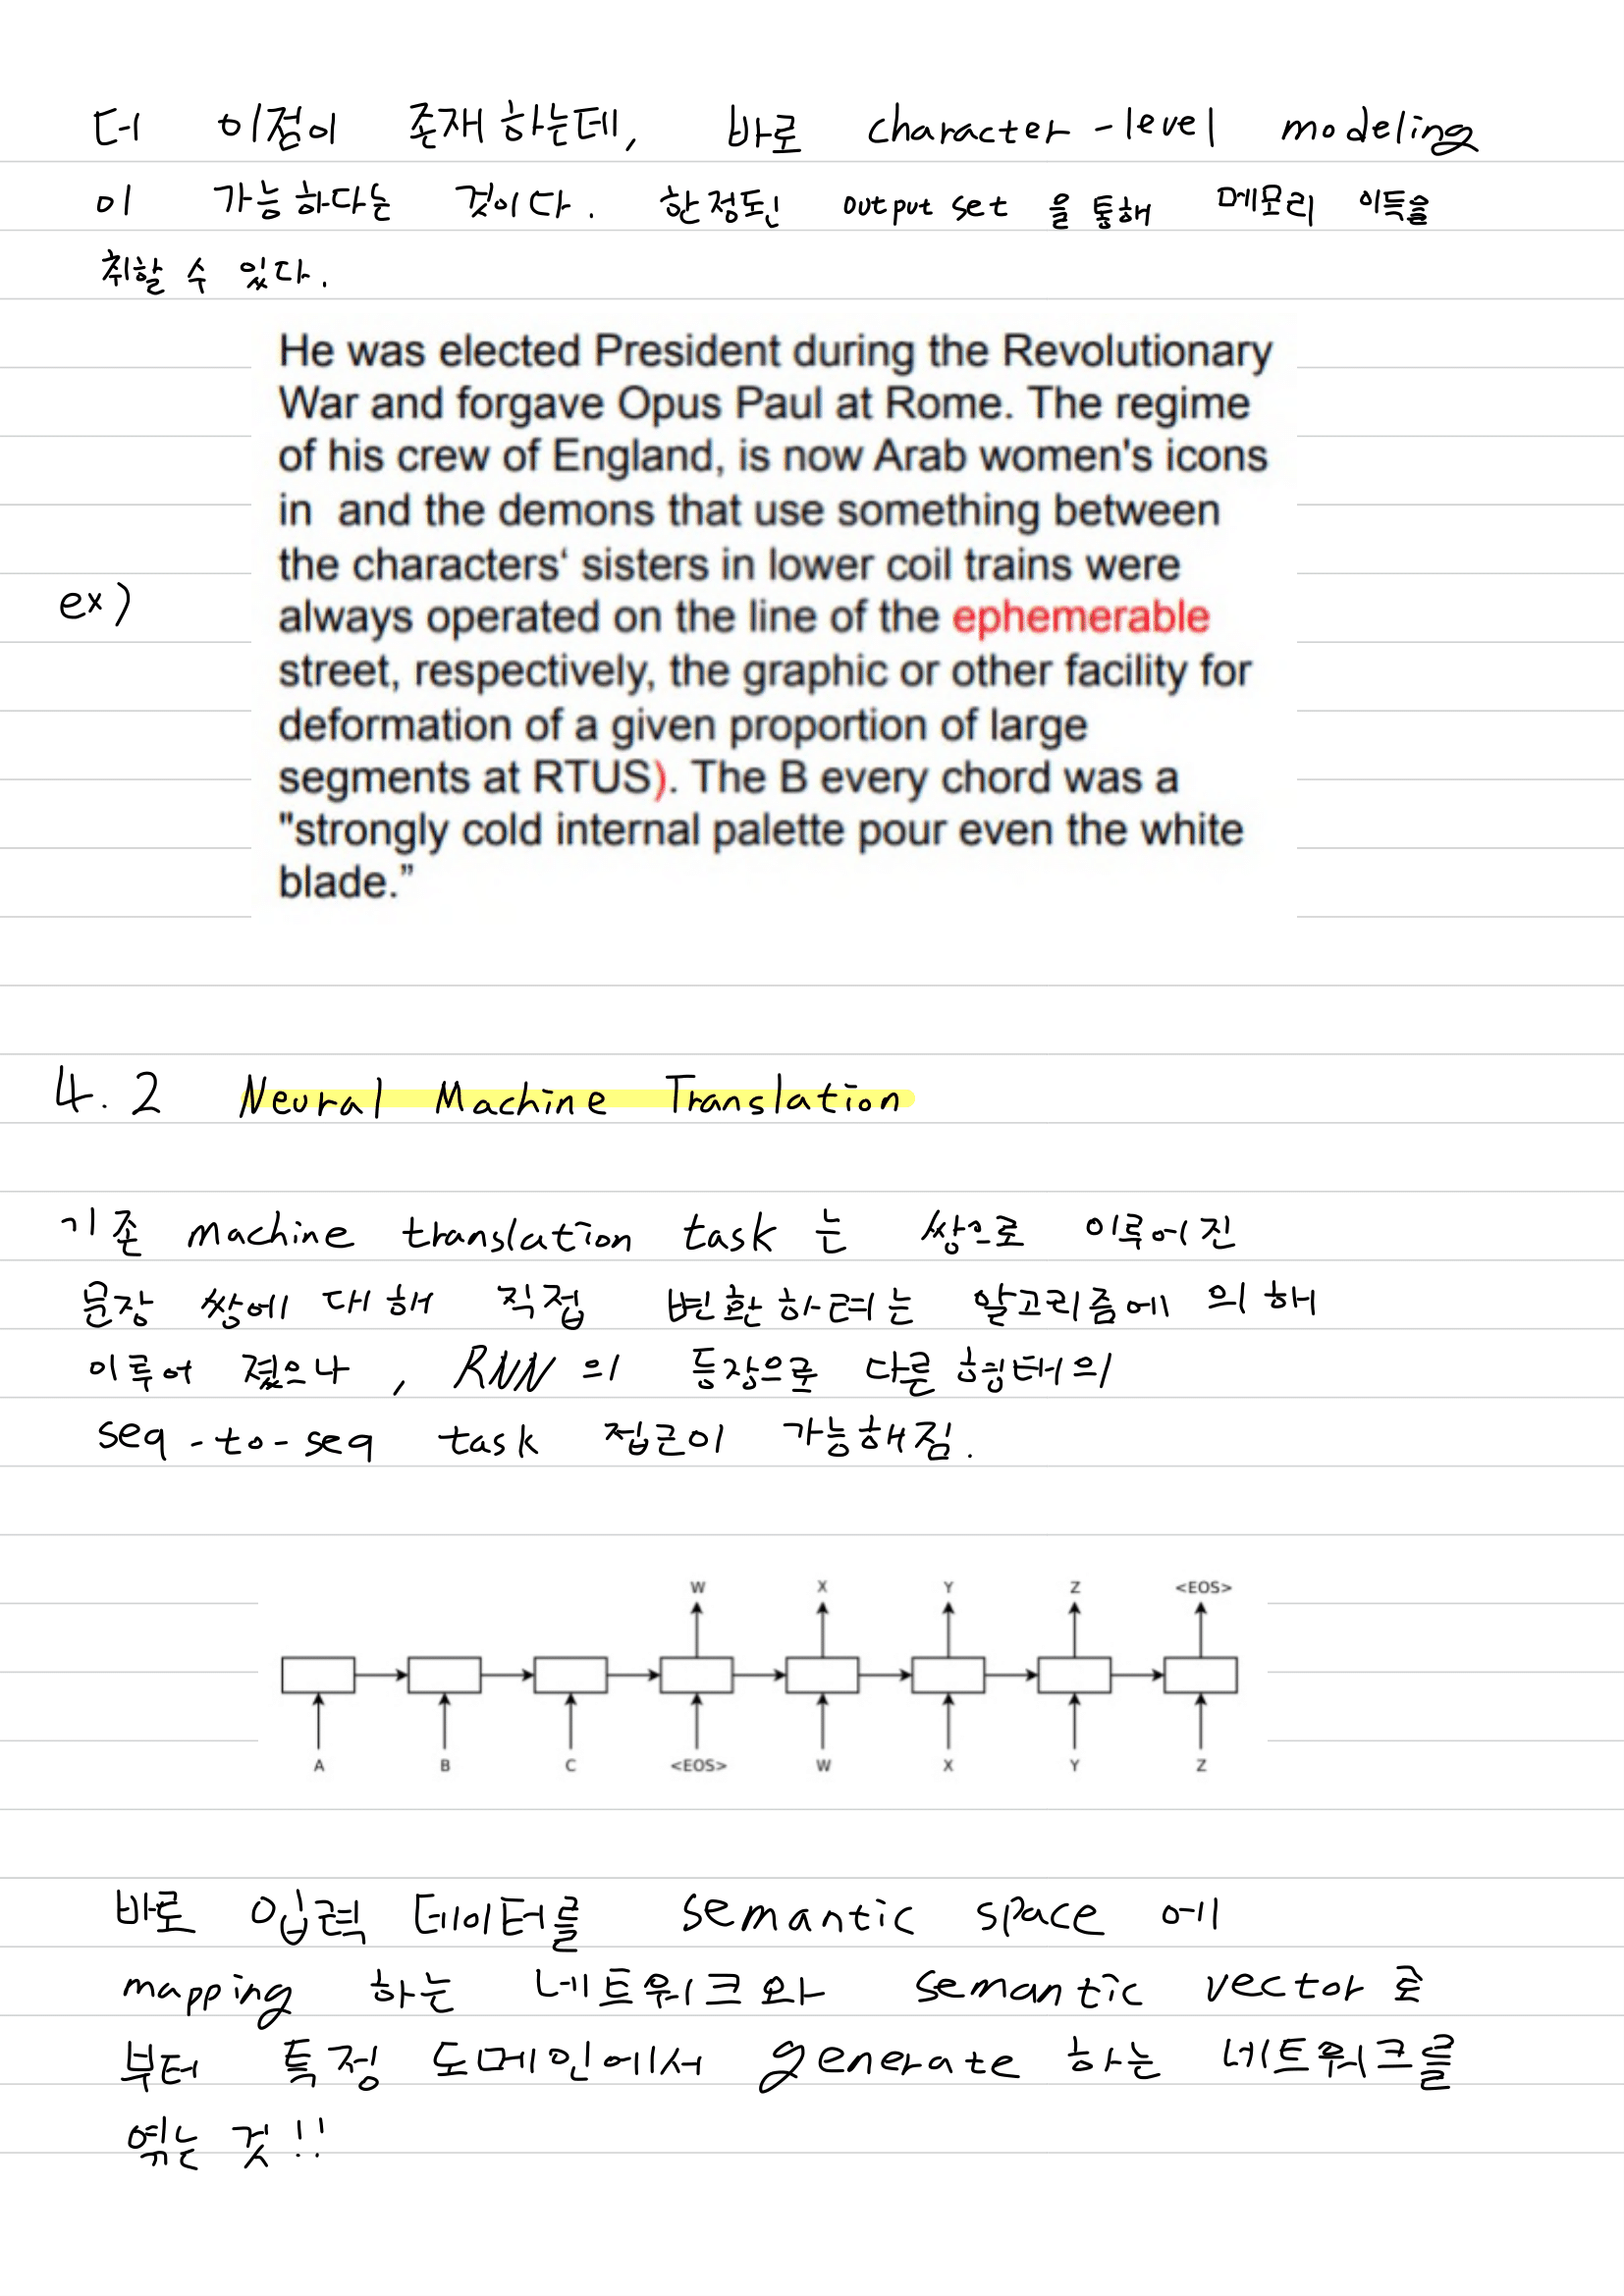 더 이점이 존재하는데, 바로 character-level modeling
이 가능하다는 것이다. 한정된 output set 을 통해 메모리 이득을
취할 수 있다.
He was elected President during the Revolutionary
War and forgave Opus Paul at Rome. The regime
of his crew of England, is now Arab women's icons
in  and the demons that use something between
the characters‘ sisters in lower coil trains were
ex)
always operated on the line of the ephemerable
street, respectively, the graphic or other facility for
deformation of a given proportion of large
segments at RTUS). The B every chord was a
"strongly cold internal palette pour even the white
blade.”
4.2 Neural Machine Translation
기존 machine translation task 는 쌍으로 이루어진
문장 쌍에 대해 직접 변환하려는 알고리즘에 의해
이루어 졌으나, RNN 의 등장으로 다른 형태의
seq-to-seq task 접근이 가능해짐.
W X Y Z <EOS>
A B C <EOS> W X Y Z
바로 입력 데이터를 semantic space 에
mapping 하는 네트워크와 semantic vector 로
부터 특정 도메인에서 generate 하는 네트워크를
엮는 것!!